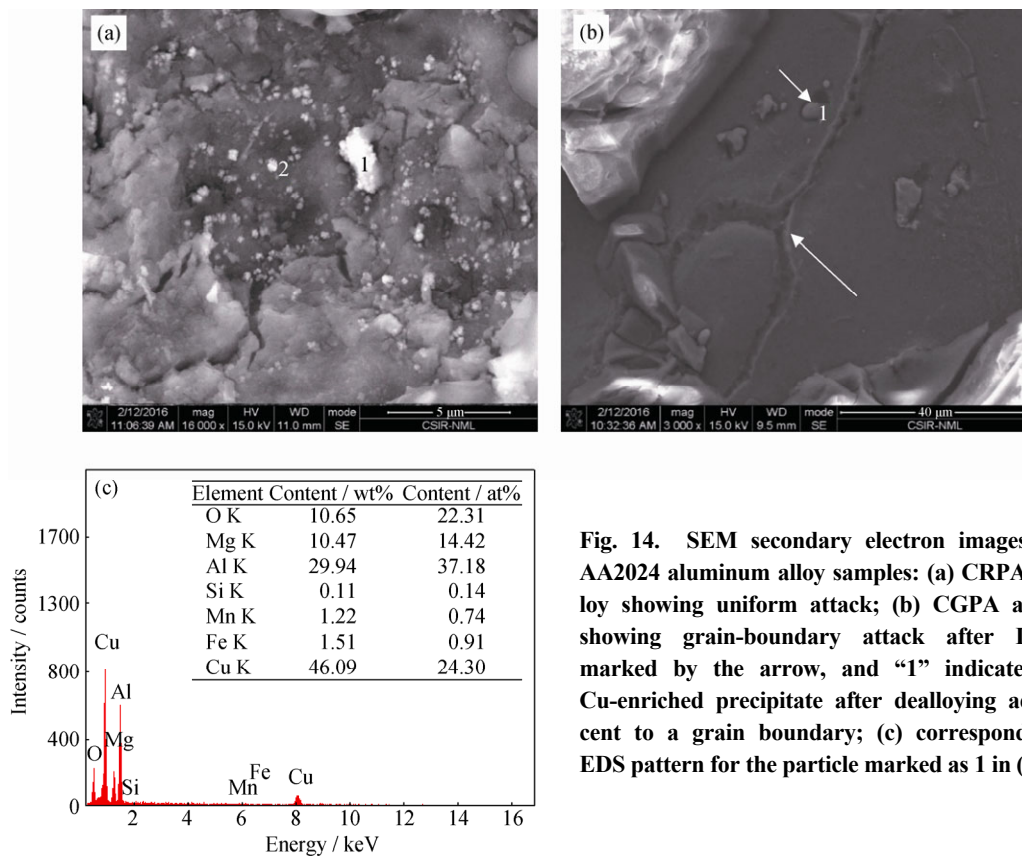 (a)
1
2
2/12/2016 mag HV WD mode 5 μm
11:06:39 AM 16 000 x 15.0 kV 11.0 mm SE CSIR-NML
(b)
1
2/12/2016 mag HV WD mode 40 μm
10:32:36 AM 3 000 x 15.0 kV 9.5 mm SE CSIR-NML
(c)
Element Content / wt% Content / at%
O K 10.65 22.31
Mg K 10.47 14.42
Al K 29.94 37.18
Si K 0.11 0.14
Mn K 1.22 0.74
Fe K 1.51 0.91
Cu K 46.09 24.30
Intensity / counts
1700
1300
800
400
0
Cu
Al
O
Mg
Si
Mn
Fe
Cu
2 4 6 8 10 12 14 16
Energy / keV
Fig. 14. SEM secondary electron images
AA2024 aluminum alloy samples: (a) CRPA
loy showing uniform attack; (b) CGPA a
showing grain-boundary attack after I
marked by the arrow, and “1” indicate
Cu-enriched precipitate after dealloying a
cent to a grain boundary; (c) correspond
EDS pattern for the particle marked as 1 in (